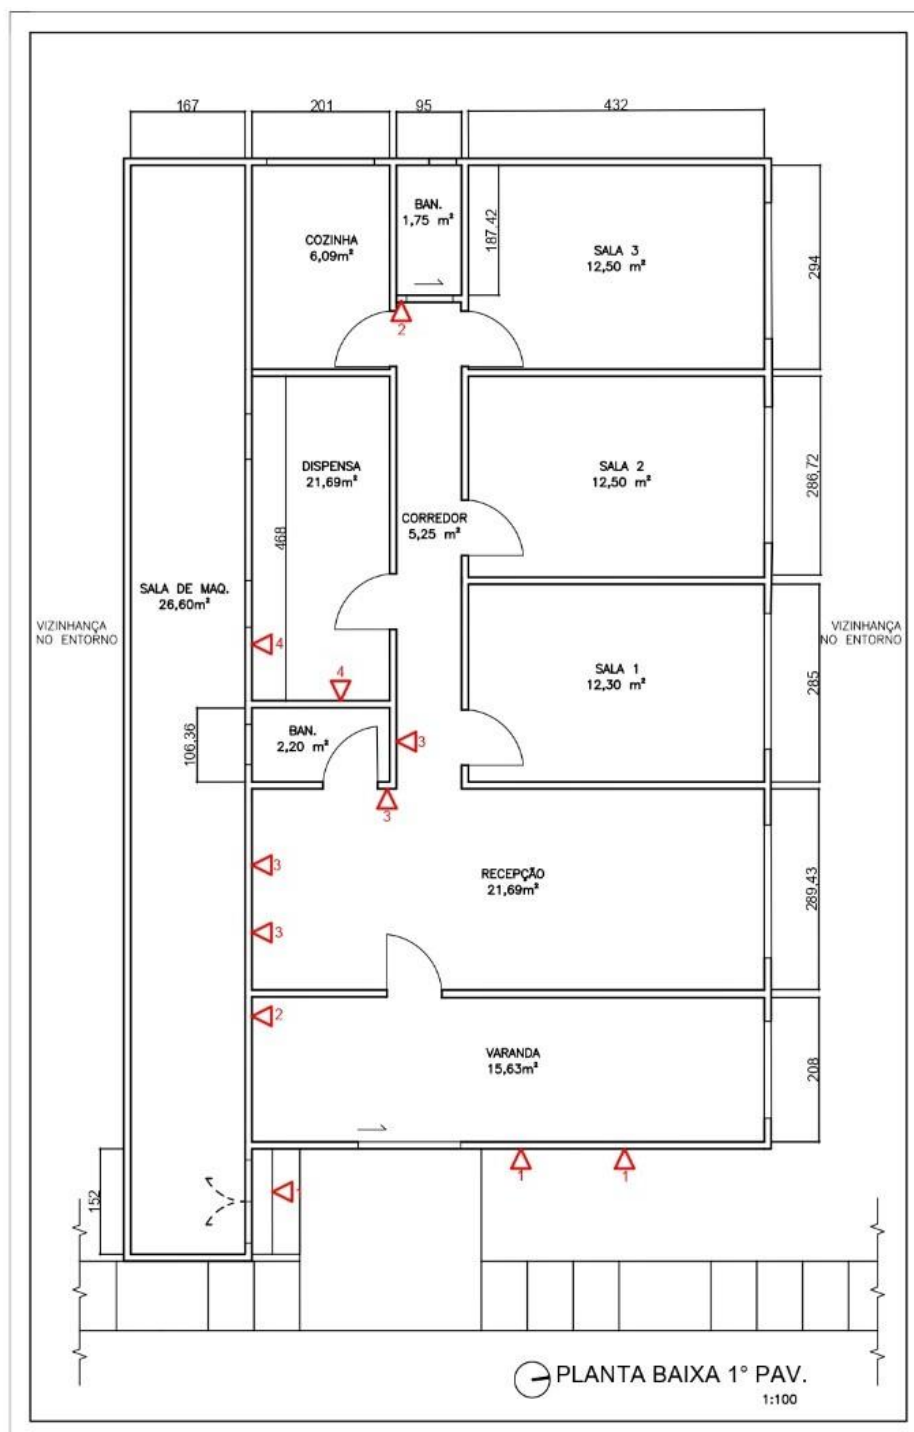 167
201
95
432
BAN.
1,75 m²
187,42
COZINHA
6,09m²
SALA 3
12,50 m²
294
2
DISPENSA
21,69m²
SALA 2
12,50 m²
286,72
CORREDOR
5,25 m²
468
SALA DE MAQ.
26,60m²
VIZINHANÇA
NO ENTORNO
VIZINHANÇA
NO ENTORNO
4
4
SALA 1
12,30 m²
285
106,36
BAN.
2,20 m²
3
3
3
RECEPÇÃO
21,69m²
289,43
3
2
VARANDA
15,63m²
208
1
1
152
PLANTA BAIXA 1° PAV.
1:100